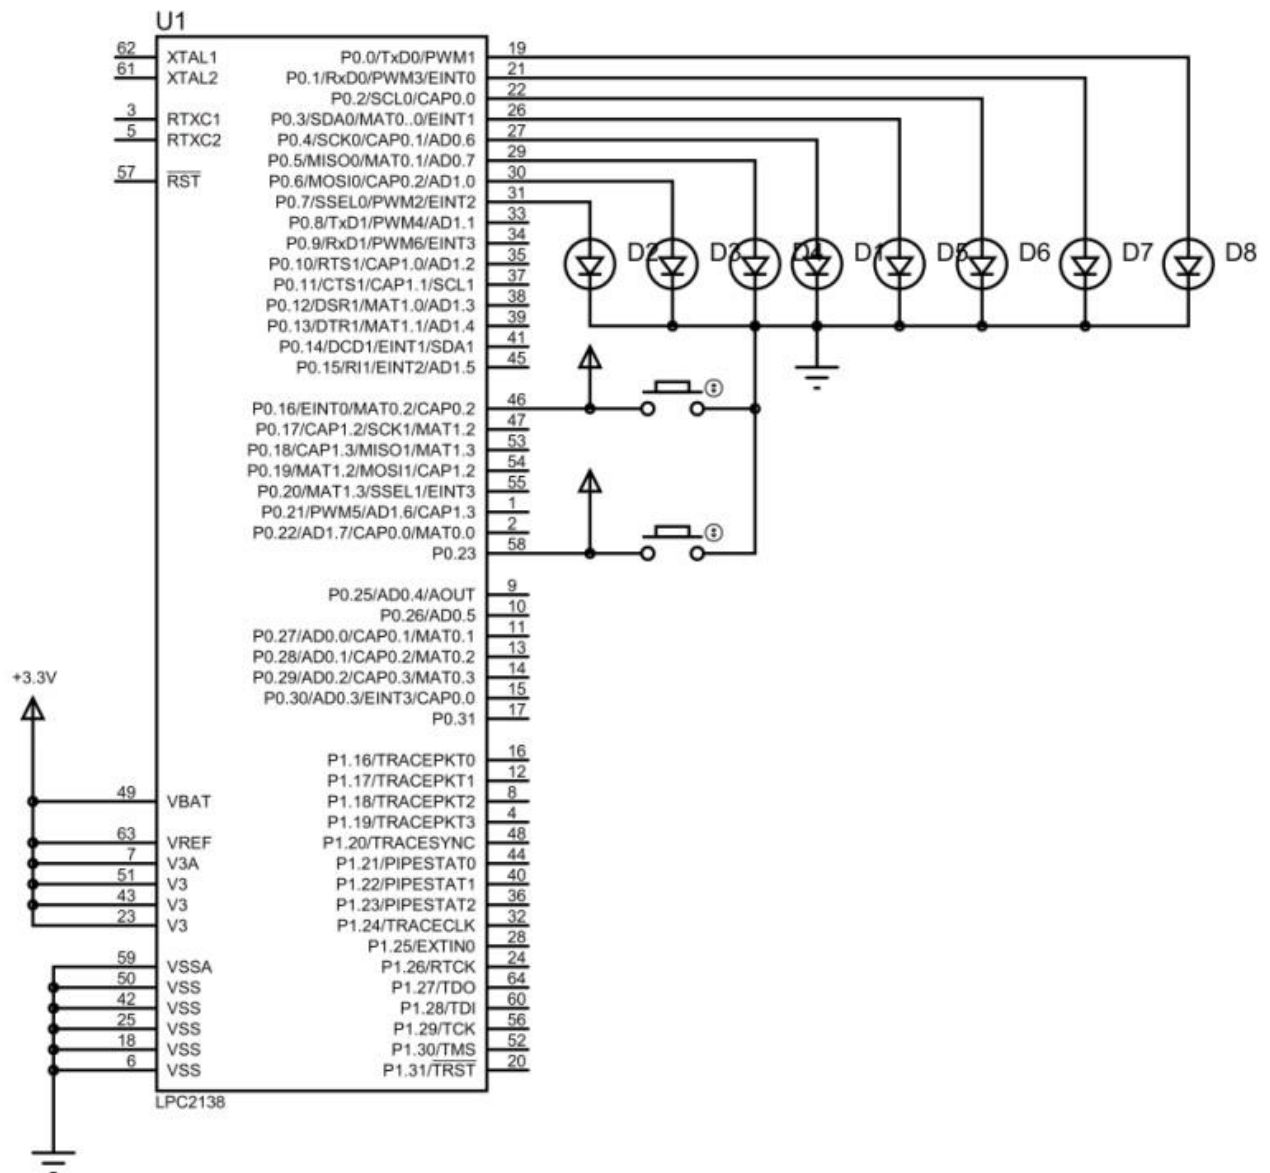 U1
62 XTAL1
61 XTAL2
3 RTXC1
5 RTXC2
57 RST
P0.0/TxD0/PWM1 19
P0.1/RxD0/PWM3/EINT0 21
P0.2/SCL0/CAP0.0 22
P0.3/SDA0/MAT0..0/EINT1 26
P0.4/SCK0/CAP0.1/AD0.6 27
P0.5/MISO0/MAT0.1/AD0.7 29
P0.6/MOSI0/CAP0.2/AD1.0 30
P0.7/SSEL0/PWM2/EINT2 31
P0.8/TxD1/PWM4/AD1.1 33
P0.9/RxD1/PWM6/EINT3 34
P0.10/RTS1/CAP1.0/AD1.2 35
P0.11/CTS1/CAP1.1/SCL1 37
P0.12/DSR1/MAT1.0/AD1.3 38
P0.13/DTR1/MAT1.1/AD1.4 39
P0.14/DCD1/EINT1/SDA1 41
P0.15/RI1/EINT2/AD1.5 45
D2 D3 D4 D1 D5 D6 D7 D8
P0.16/EINT0/MAT0.2/CAP0.2 46
P0.17/CAP1.2/SCK1/MAT1.2 47
P0.18/CAP1.3/MISO1/MAT1.3 53
P0.19/MAT1.2/MOSI1/CAP1.2 54
P0.20/MAT1.3/SSEL1/EINT3 55
P0.21/PWM5/AD1.6/CAP1.3 1
P0.22/AD1.7/CAP0.0/MAT0.0 2
P0.23 58
P0.25/AD0.4/AOUT 9
P0.26/AD0.5 10
P0.27/AD0.0/CAP0.1/MAT0.1 11
P0.28/AD0.1/CAP0.2/MAT0.2 13
P0.29/AD0.2/CAP0.3/MAT0.3 14
P0.30/AD0.3/EINT3/CAP0.0 15
P0.31 17
+3.3V
P1.16/TRACEPKT0 16
P1.17/TRACEPKT1 12
49 VBAT P1.18/TRACEPKT2 8
P1.19/TRACEPKT3 4
63 VREF P1.20/TRACESYNC 48
7 V3A P1.21/PIPESTAT0 44
51 V3 P1.22/PIPESTAT1 40
43 V3 P1.23/PIPESTAT2 36
23 V3 P1.24/TRACECLK 32
P1.25/EXTIN0 28
59 VSSA P1.26/RTCK 24
50 VSS P1.27/TDO 64
42 VSS P1.28/TDI 60
25 VSS P1.29/TCK 56
18 VSS P1.30/TMS 52
6 VSS P1.31/TRST 20
LPC2138